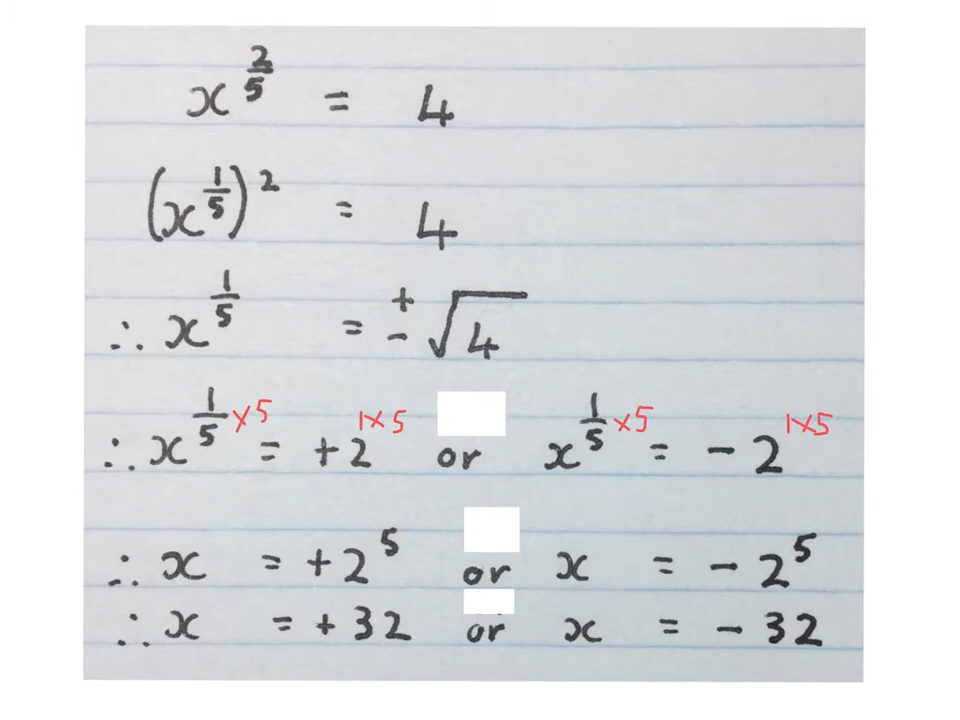 x^(2/5) = 4
(x^(1/5))^2 = 4
∴ x^(1/5) = ± √4
∴ x^(1/5 ×5) = +2^(1×5) or x^(1/5 ×5) = -2^(1×5)
∴ x = +2^5 or x = -2^5
∴ x = +32 or x = -32